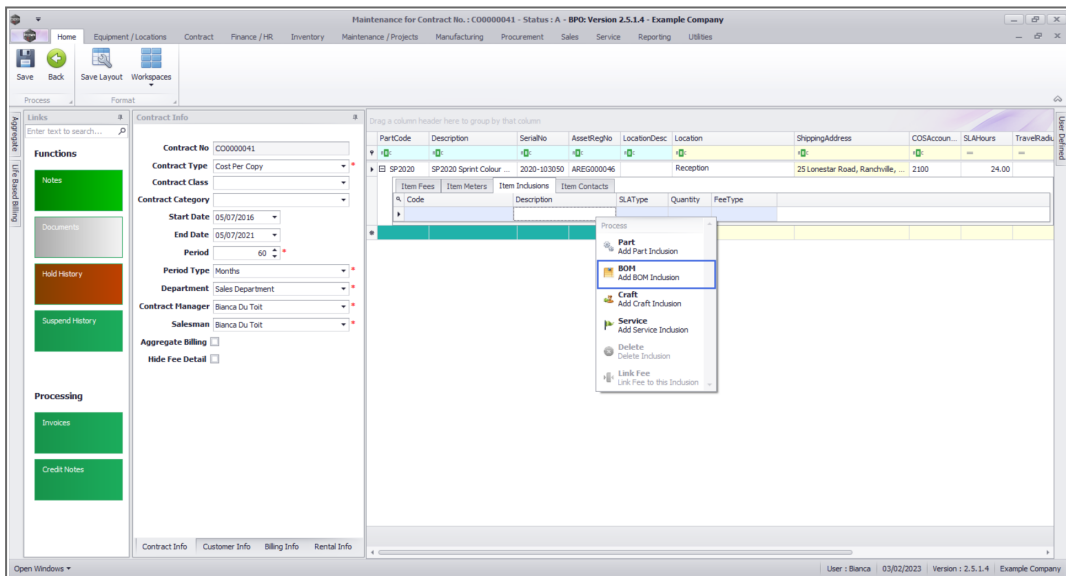 Maintenance for Contract No. : CO0000041 - Status : A - BPO: Version 2.5.1.4 - Example Company
Home Equipment / Locations Contract Finance / HR Inventory Maintenance / Projects Manufacturing Procurement Sales Service Reporting Utilities
Save Back Save Layout Workspaces
Process Format
Aggregate
Life Based Billing
Links
Enter text to search...
Functions
Notes
Documents
Hold History
Suspend History
Processing
Invoices
Credit Notes
Contract Info
Contract No CO0000041
Contract Type Cost Per Copy *
Contract Class
Contract Category
Start Date 05/07/2016
End Date 05/07/2021
Period 60 *
Period Type Months *
Department Sales Department *
Contract Manager Bianca Du Toit *
Salesman Bianca Du Toit *
Aggregate Billing
Hide Fee Detail
Contract Info Customer Info Billing Info Rental Info
Drag a column header here to group by that column
PartCode Description SerialNo AssetRegNo LocationDesc Location ShippingAddress COSAccoun... SLAHours TravelRadiu
SP2020 SP2020 Sprint Colour ... 2020-103050 AREG000046 Reception 25 Lonestar Road, Ranchville, ... 2100 24.00
Item Fees Item Meters Item Inclusions Item Contacts
Code Description SLAType Quantity FeeType
Process
Part
Add Part Inclusion
BOM
Add BOM Inclusion
Craft
Add Craft Inclusion
Service
Add Service Inclusion
Delete
Delete Inclusion
Link Fee
Link Fee to this Inclusion
User Defined
Open Windows
User : Bianca 03/02/2023 Version : 2.5.1.4 Example Company